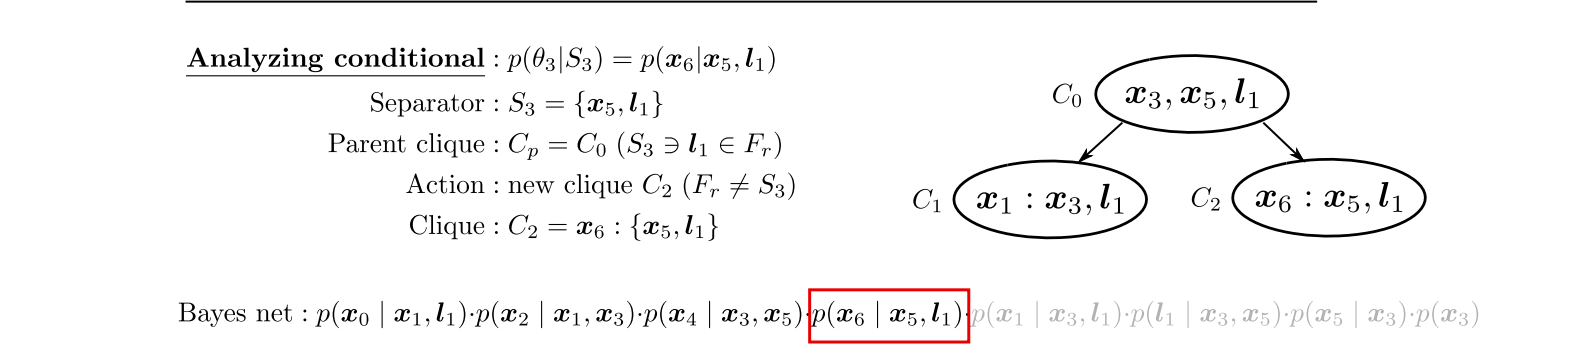 Analyzing conditional : p(θ₃|S₃) = p(x₆|x₅, l₁)
Separator : S₃ = {x₅, l₁}
Parent clique : Cₚ = C₀ (S₃ ∋ l₁ ∈ Fᵣ)
Action : new clique C₂ (Fᵣ ≠ S₃)
Clique : C₂ = x₆ : {x₅, l₁}
C₀ x₃, x₅, l₁
C₁ x₁ : x₃, l₁
C₂ x₆ : x₅, l₁
Bayes net : p(x₀ | x₁, l₁)·p(x₂ | x₁, x₃)·p(x₄ | x₃, x₅)·p(x₆ | x₅, l₁)·p(x₁ | x₃, l₁)·p(l₁ | x₃, x₅)·p(x₅ | x₃)·p(x₃)